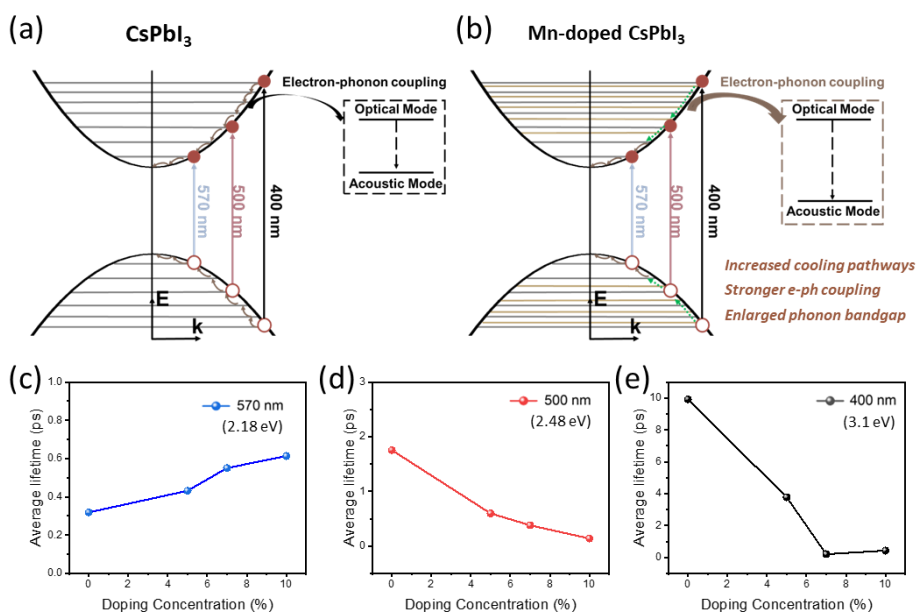 (a)
CsPbI₃
Electron-phonon coupling
Optical Mode
Acoustic Mode
570 nm
500 nm
400 nm
E
k
(b)
Mn-doped CsPbI₃
Electron-phonon coupling
Optical Mode
Acoustic Mode
570 nm
500 nm
400 nm
E
k
Increased cooling pathways
Stronger e-ph coupling
Enlarged phonon bandgap
(c)
570 nm
(2.18 eV)
Average lifetime (ps)
1.0
0.8
0.6
0.4
0.2
0.0
0 2 4 6 8 10
Doping Concentration (%)
(d)
500 nm
(2.48 eV)
Average lifetime (ps)
3
2
1
0
0 2 4 6 8 10
Doping Concentration (%)
(e)
400 nm
(3.1 eV)
Average lifetime (ps)
10
8
6
4
2
0
0 2 4 6 8 10
Doping Concentration (%)